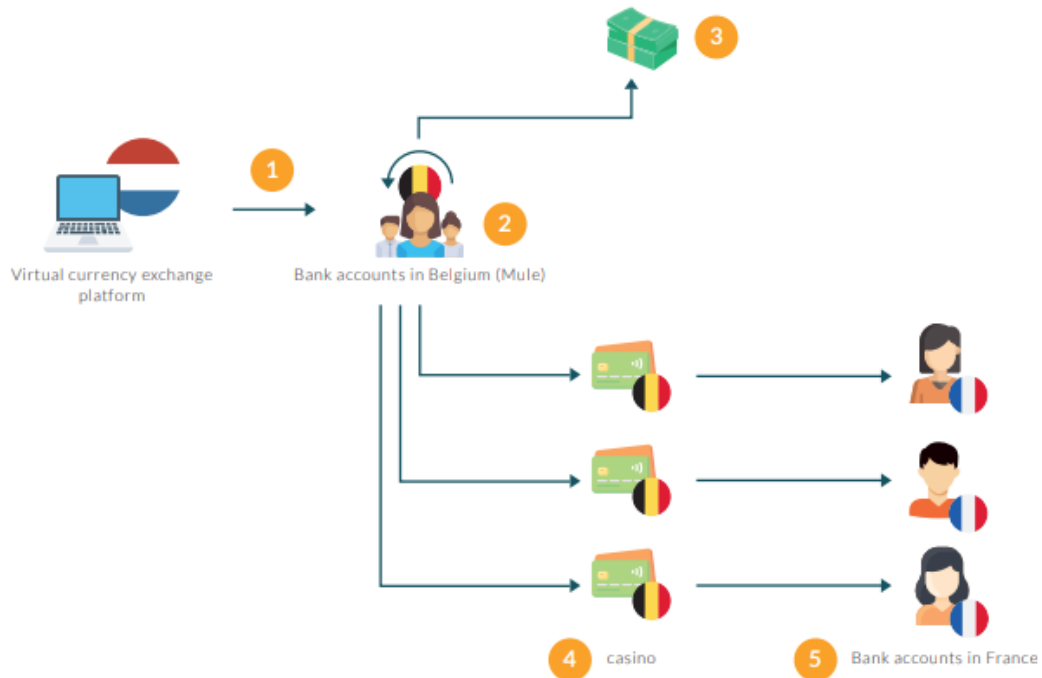 3
1
2
Virtual currency exchange
platform
Bank accounts in Belgium (Mule)
4
casino
5
Bank accounts in France